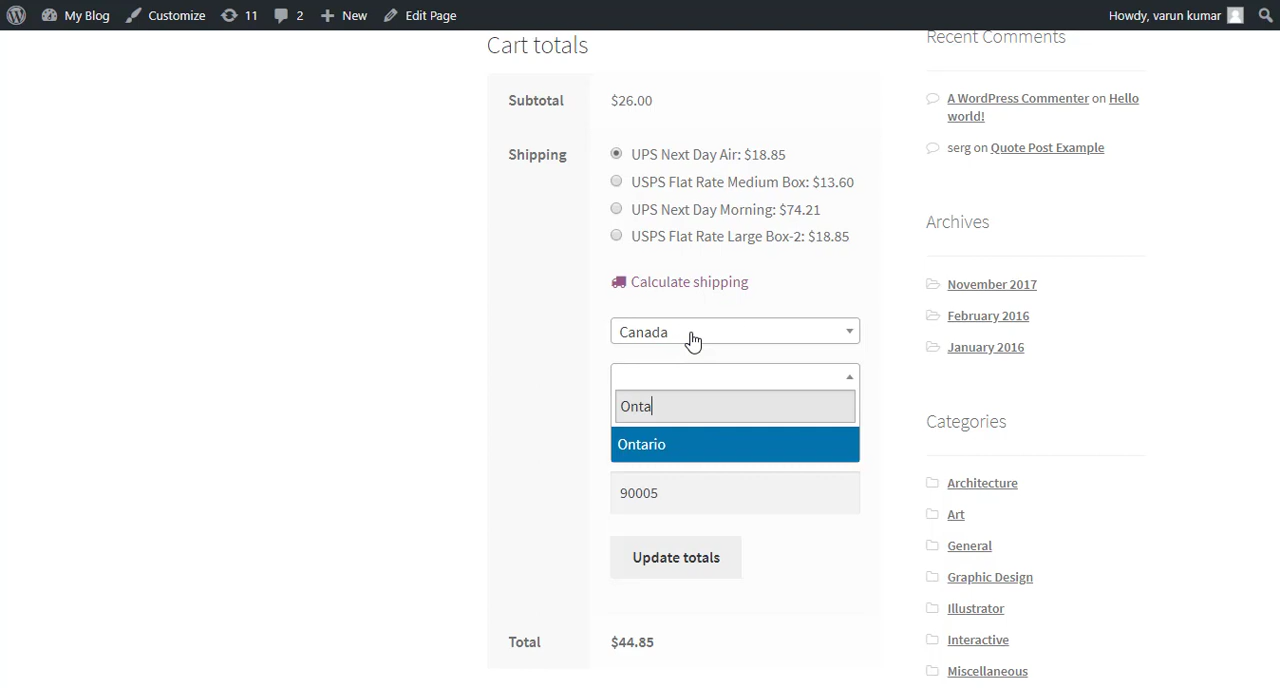 My Blog Customize 11 2 New Edit Page Howdy, varun kumar
Cart totals
Subtotal $26.00
Shipping UPS Next Day Air: $18.85
USPS Flat Rate Medium Box: $13.60
UPS Next Day Morning: $74.21
USPS Flat Rate Large Box-2: $18.85
Calculate shipping
Canada
Onta
Ontario
90005
Update totals
Total $44.85
Recent Comments
A WordPress Commenter on Hello
world!
serg on Quote Post Example
Archives
November 2017
February 2016
January 2016
Categories
Architecture
Art
General
Graphic Design
Illustrator
Interactive
Miscellaneous